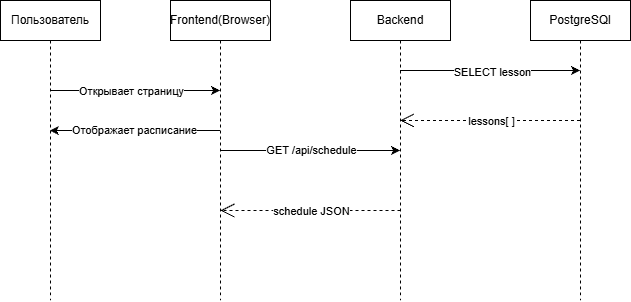 Пользователь
Frontend(Browser)
Backend
PostgreSQl
SELECT lesson
Открывает страницу
lessons[ ]
Отображает расписание
GET /api/schedule
schedule JSON